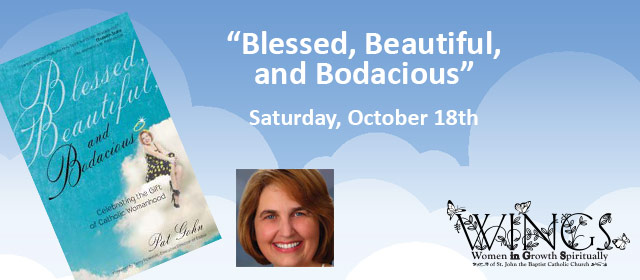 Blessed,
Beautiful,
and
Bodacious
Celebrating the Gift
of Catholic Womanhood
Pat Gohn
“Blessed, Beautiful,
and Bodacious”
Saturday, October 18th
WINGS
Women in Growth Spiritually
of St. John the Baptist Catholic Church